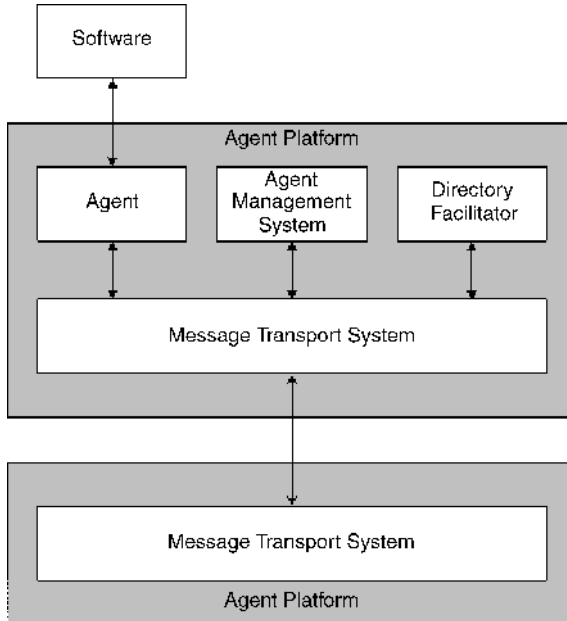 Software
Agent Platform
Agent
Agent
Management
System
Directory
Facilitator
Message Transport System
Message Transport System
Agent Platform